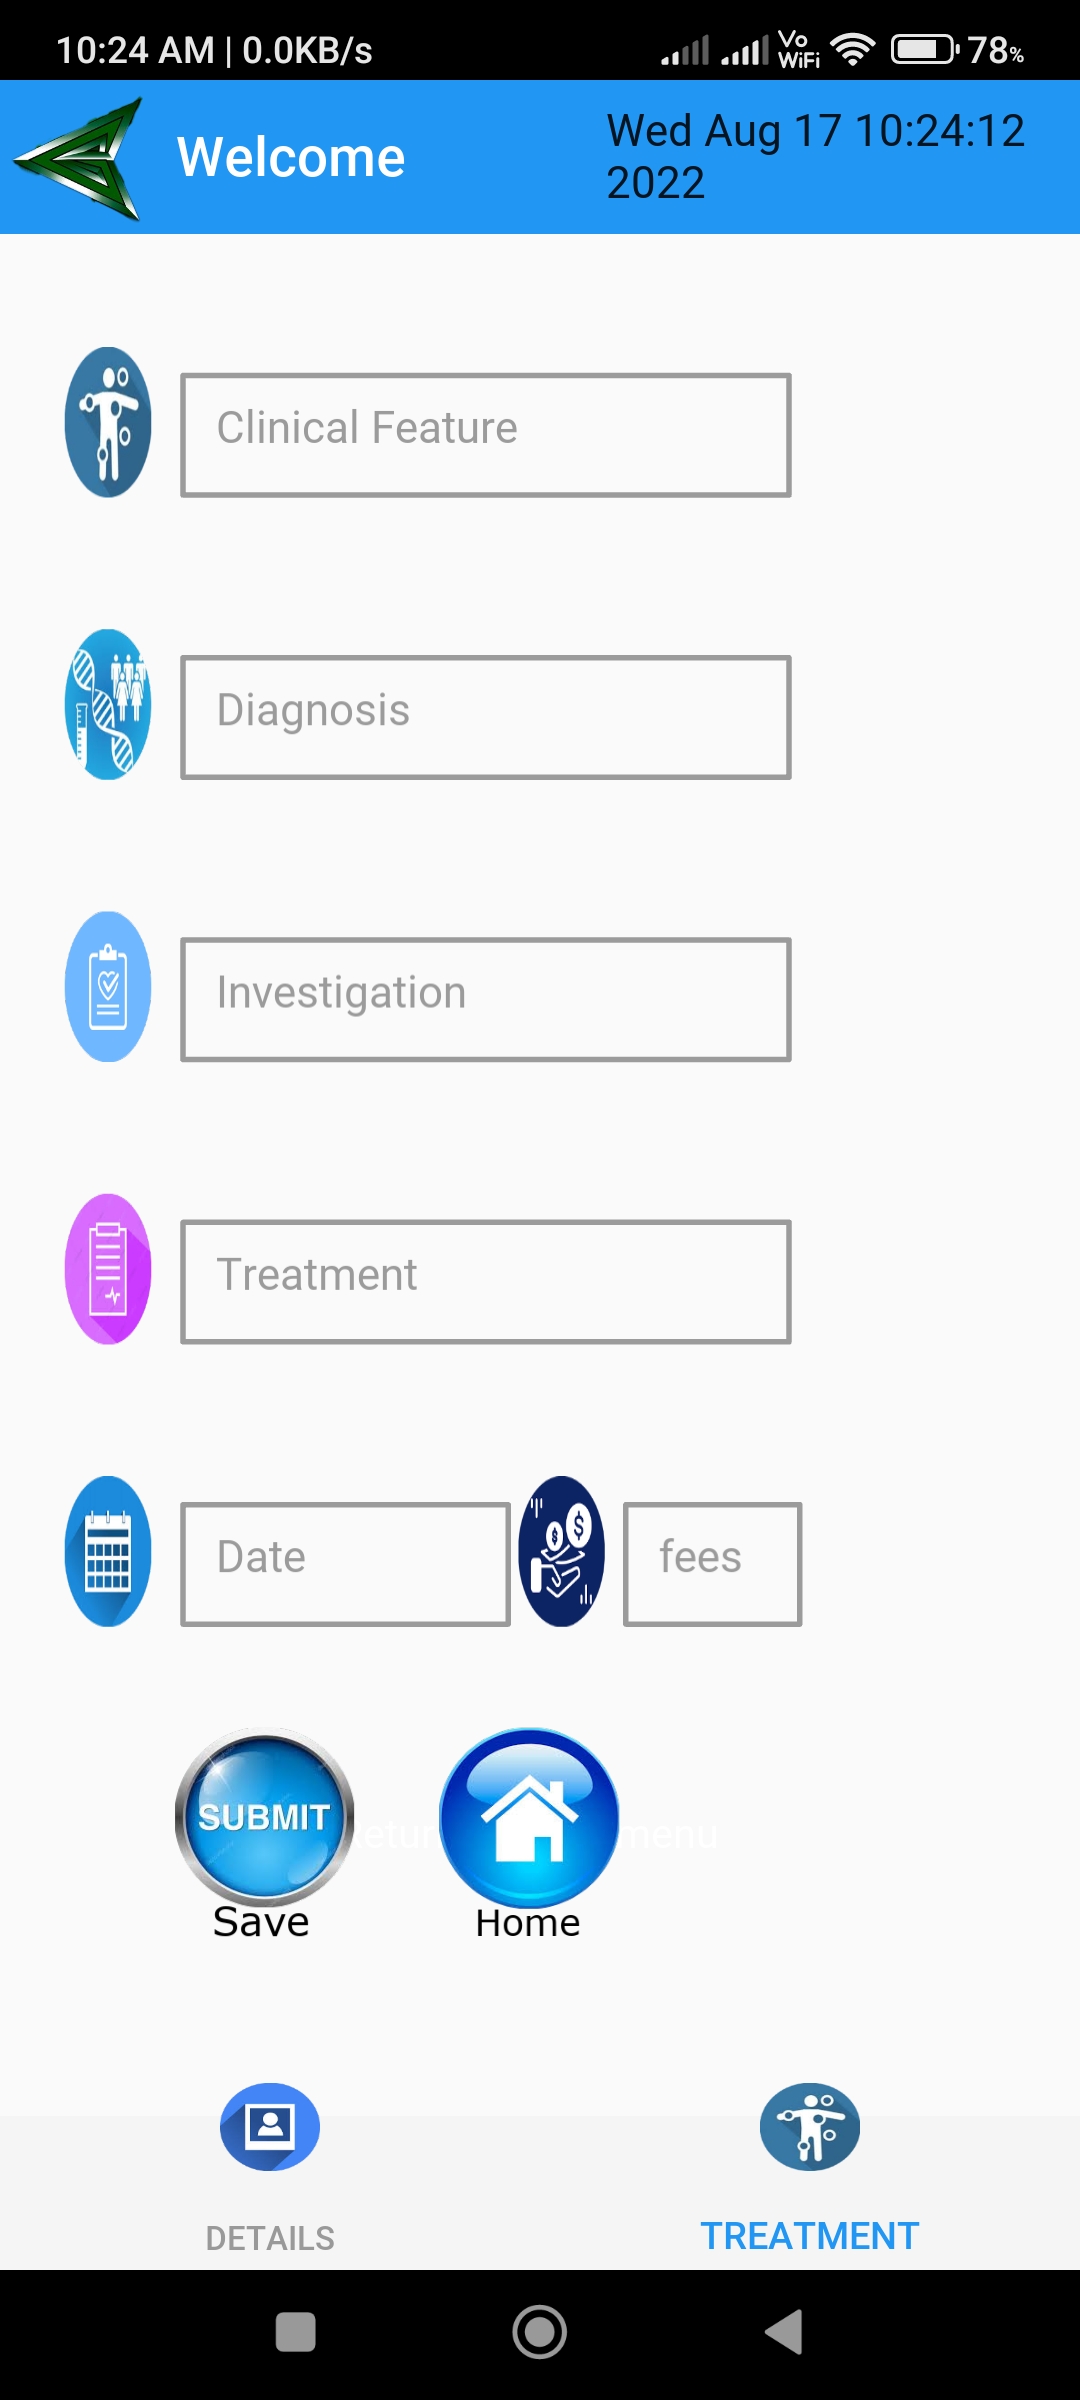 10:24 AM | 0.0KB/s
Vo
WiFi
78%
Welcome
Wed Aug 17 10:24:12
2022
Clinical Feature
Diagnosis
Investigation
Treatment
Date
fees
SUBMIT
menu
Save
Home
DETAILS
TREATMENT